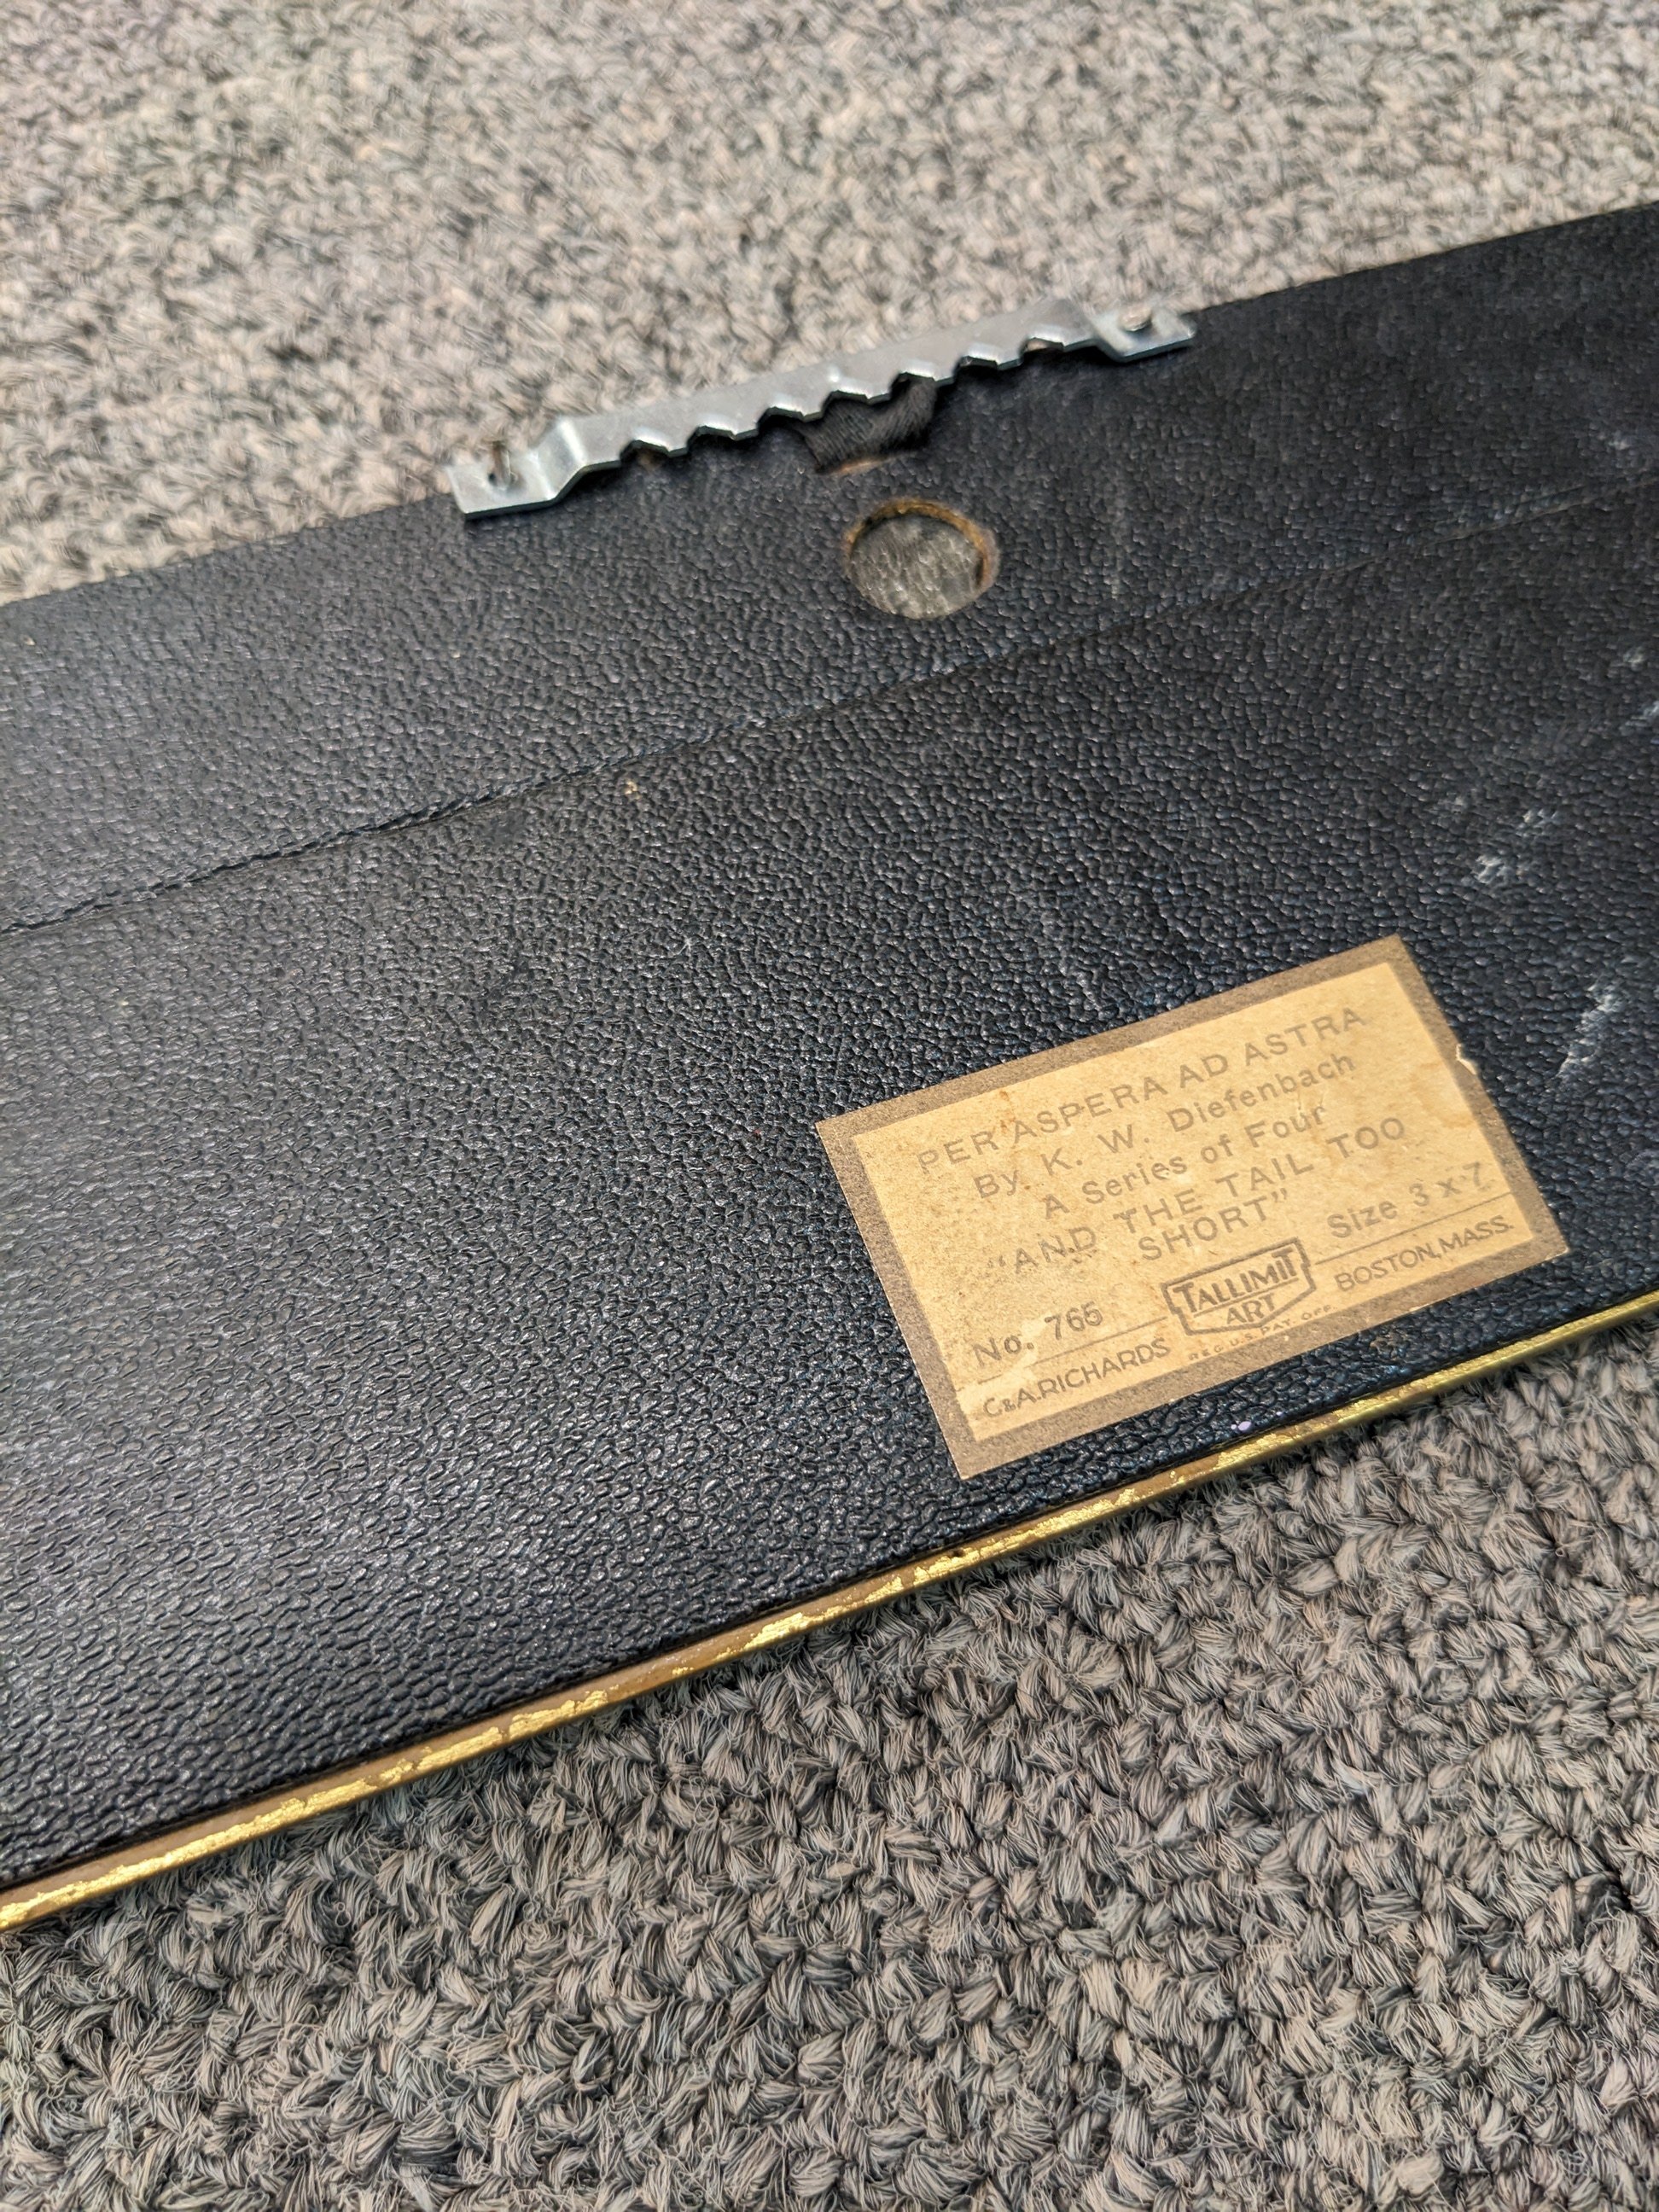 PER ASPERA AD ASTRA
By K. W. Diefenbach
A Series of Four
"AND THE TAIL TOO
SHORT"
Size 3 x 7
No. 765
TALLIMIT
ART
REG U.S. PAT. OFF.
C&A.RICHARDS
BOSTON, MASS.